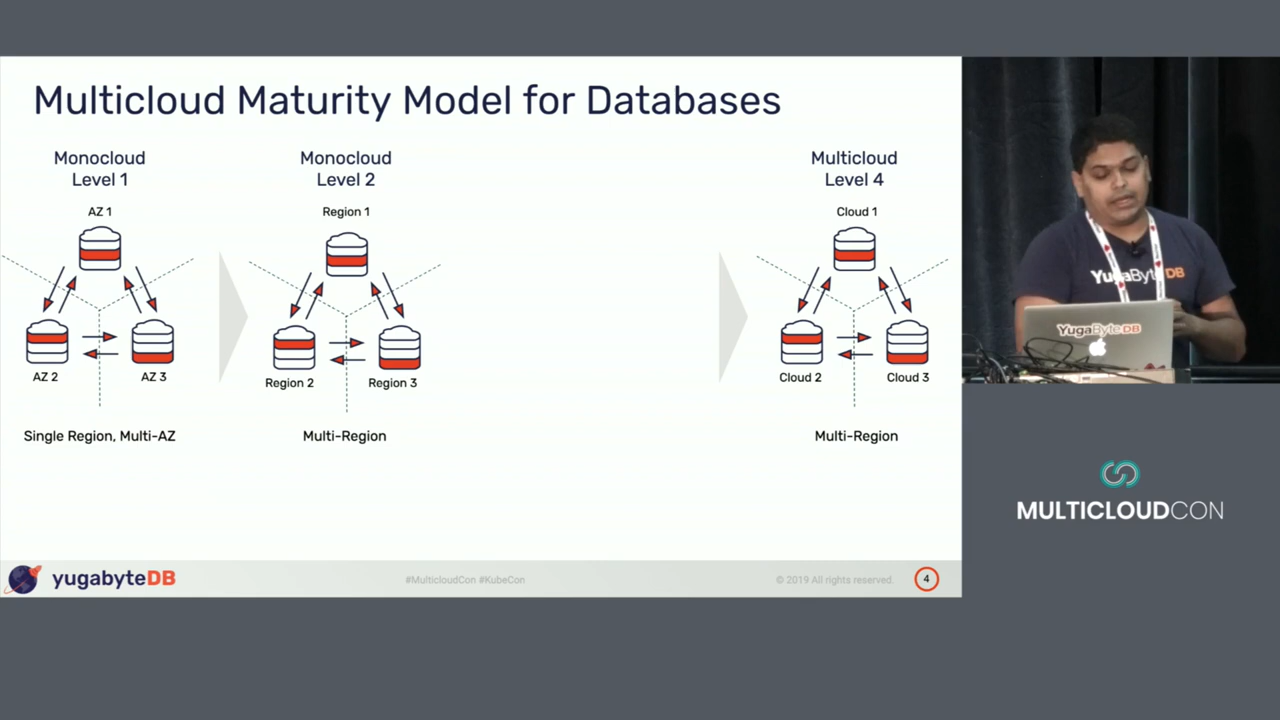 Multicloud Maturity Model for Databases
Monocloud
Level 1
AZ 1
AZ 2
AZ 3
Single Region, Multi-AZ
Monocloud
Level 2
Region 1
Region 2
Region 3
Multi-Region
Multicloud
Level 4
Cloud 1
Cloud 2
Cloud 3
Multi-Region
yugabyteDB
#MulticloudCon #KubeCon
© 2019 All rights reserved.
4
YugaByteDB
YugaByteDB
MULTICLOUDCON